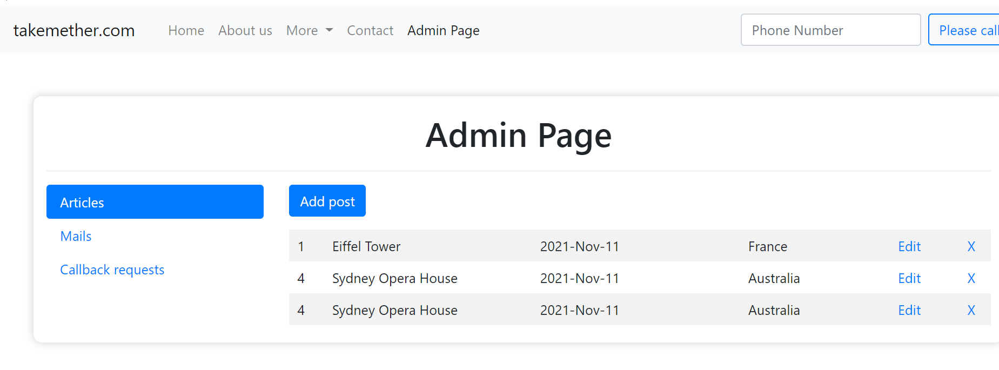 takemether.com Home About us More Contact Admin Page Phone Number Please call
Admin Page
Articles
Mails
Callback requests
Add post
1 Eiffel Tower 2021-Nov-11 France Edit X
4 Sydney Opera House 2021-Nov-11 Australia Edit X
4 Sydney Opera House 2021-Nov-11 Australia Edit X